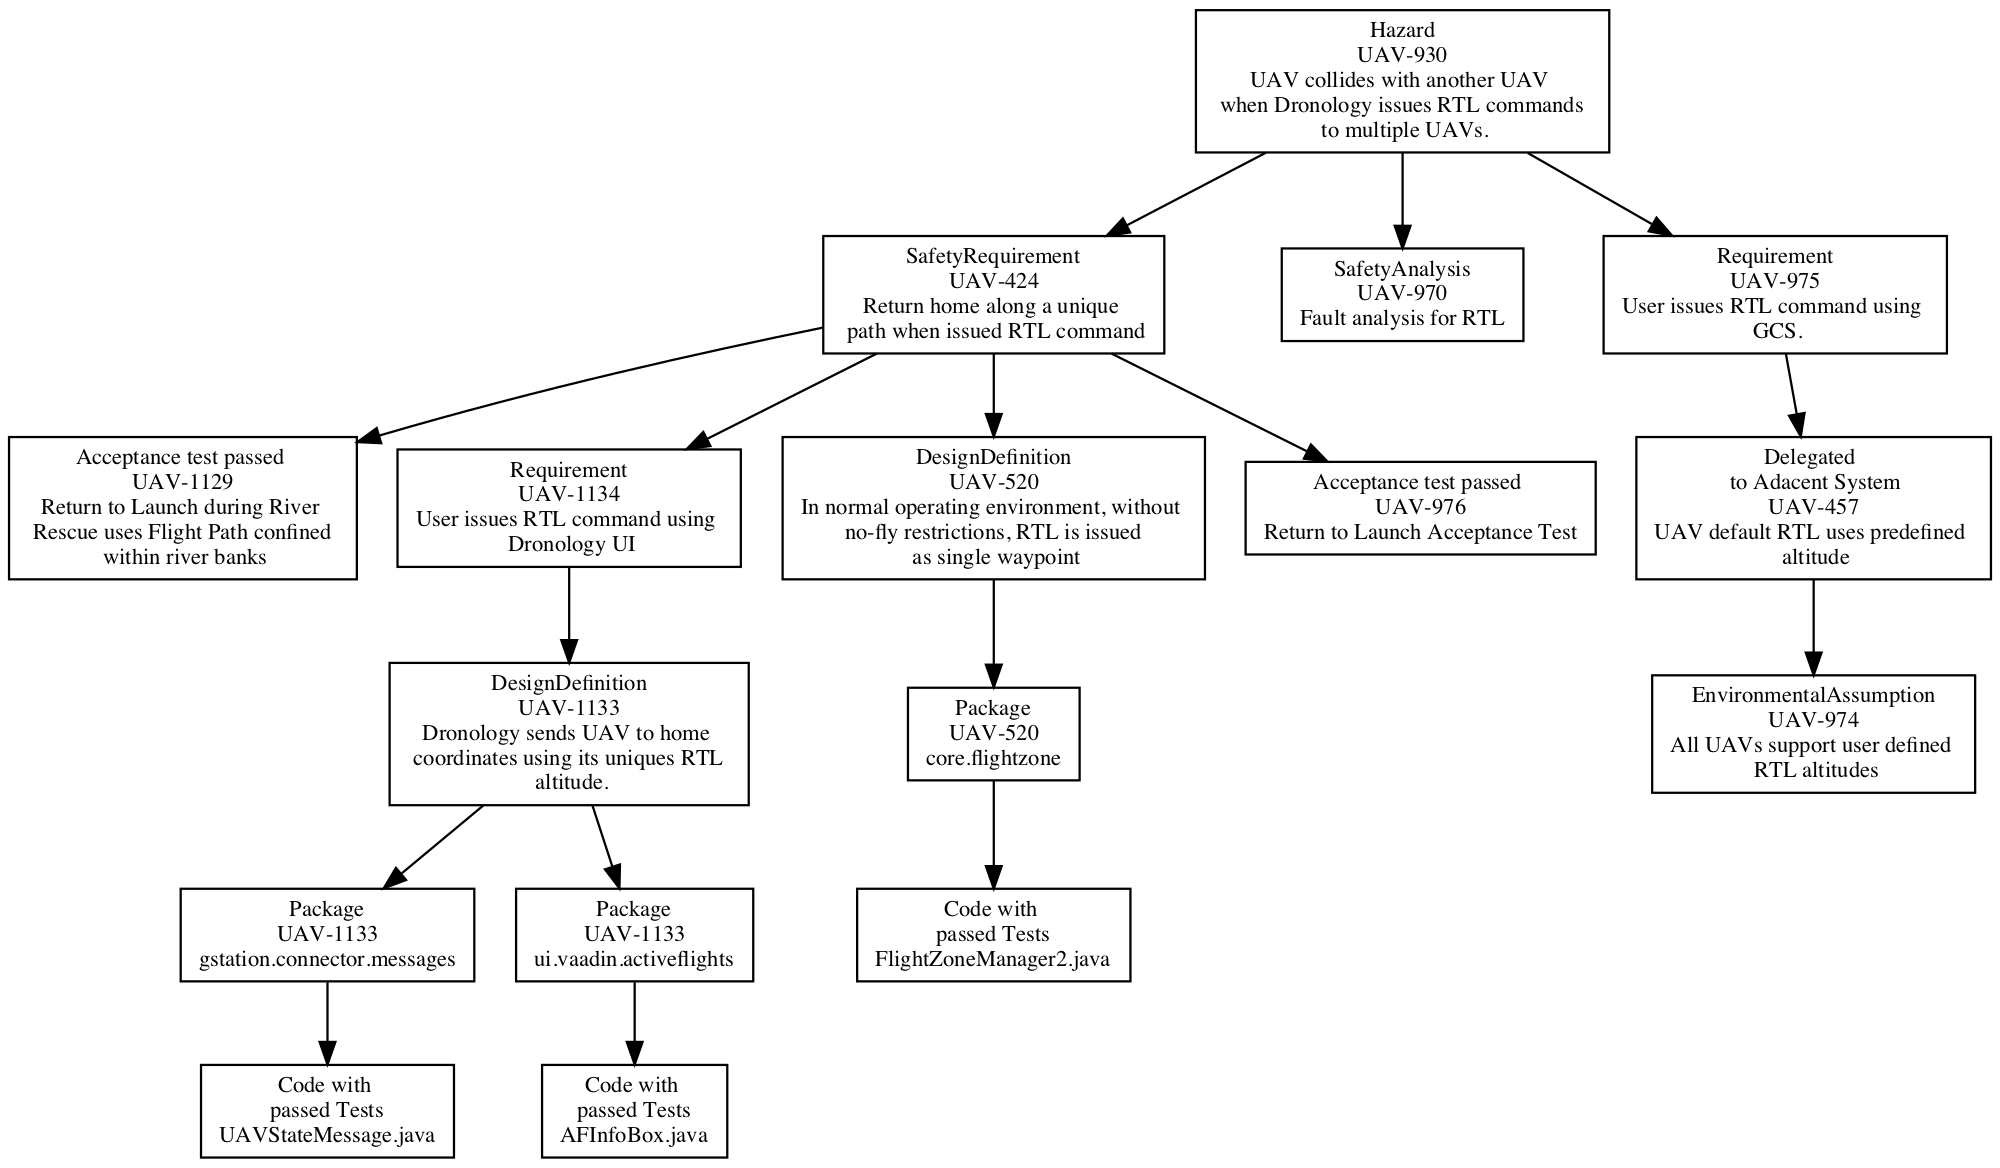 Hazard
UAV-930
UAV collides with another UAV
when Dronology issues RTL commands
to multiple UAVs.
SafetyRequirement
UAV-424
Return home along a unique
path when issued RTL command
SafetyAnalysis
UAV-970
Fault analysis for RTL
Requirement
UAV-975
User issues RTL command using
GCS.
Acceptance test passed
UAV-1129
Return to Launch during River
Rescue uses Flight Path confined
within river banks
Requirement
UAV-1134
User issues RTL command using
Dronology UI
DesignDefinition
UAV-520
In normal operating environment, without
no-fly restrictions, RTL is issued
as single waypoint
Acceptance test passed
UAV-976
Return to Launch Acceptance Test
Delegated
to Adacent System
UAV-457
UAV default RTL uses predefined
altitude
DesignDefinition
UAV-1133
Dronology sends UAV to home
coordinates using its uniques RTL
altitude.
Package
UAV-520
core.flightzone
EnvironmentalAssumption
UAV-974
All UAVs support user defined
RTL altitudes
Package
UAV-1133
gstation.connector.messages
Package
UAV-1133
ui.vaadin.activeflights
Code with
passed Tests
FlightZoneManager2.java
Code with
passed Tests
UAVStateMessage.java
Code with
passed Tests
AFInfoBox.java